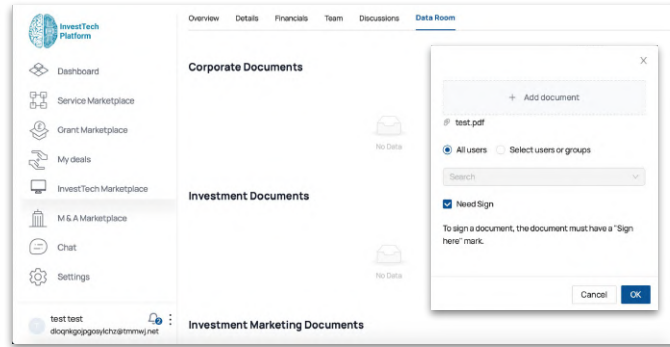 InvestTech
Platform
Dashboard
Service Marketplace
Grant Marketplace
My deals
InvestTech Marketplace
M & A Marketplace
Chat
Settings
test test
2
dloqnkgojpgosylchz@tmmwj.net
Overview Details Financials Team Discussions Data Room
Corporate Documents
No Data
Investment Documents
No Data
Investment Marketing Documents
+ Add document
test.pdf
All users Select users or groups
Search
Need Sign
To sign a document, the document must have a "Sign
here" mark.
Cancel OK